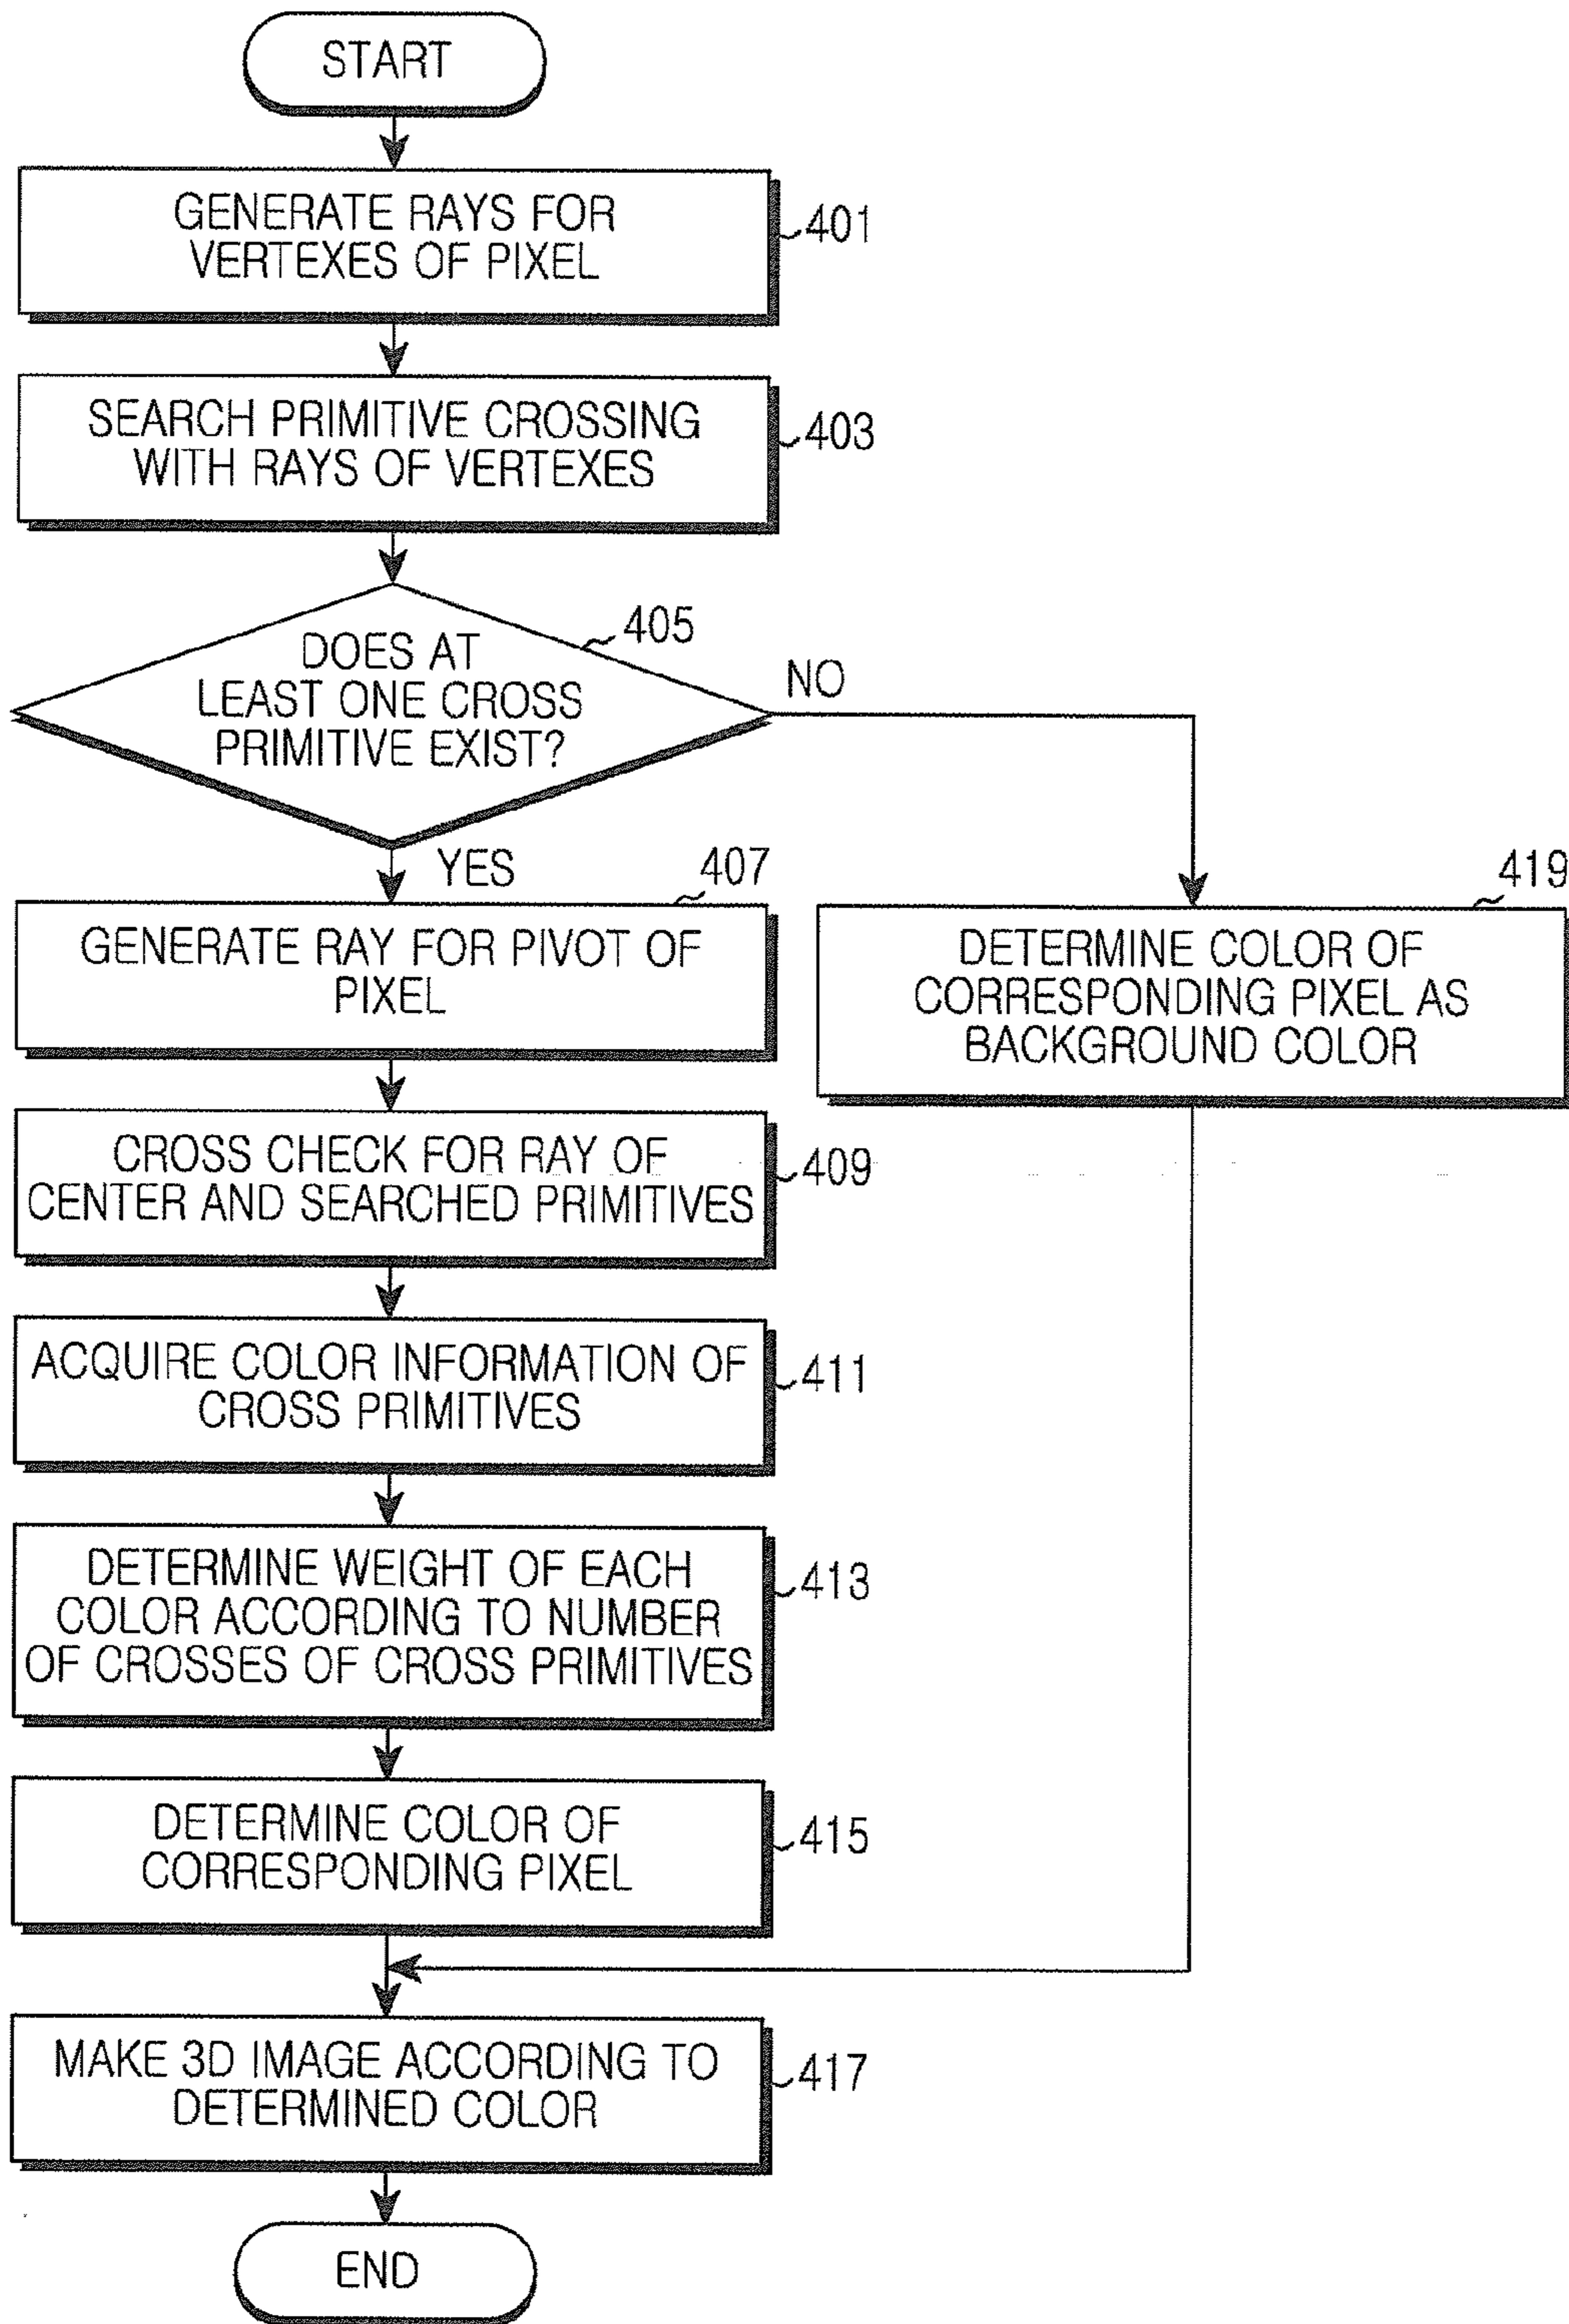 START
GENERATE RAYS FOR
VERTEXES OF PIXEL
401
SEARCH PRIMITIVE CROSSING
WITH RAYS OF VERTEXES
403
DOES AT
LEAST ONE CROSS
PRIMITIVE EXIST?
405
NO
YES
GENERATE RAY FOR PIVOT OF
PIXEL
407
DETERMINE COLOR OF
CORRESPONDING PIXEL AS
BACKGROUND COLOR
419
CROSS CHECK FOR RAY OF
CENTER AND SEARCHED PRIMITIVES
409
ACQUIRE COLOR INFORMATION OF
CROSS PRIMITIVES
411
DETERMINE WEIGHT OF EACH
COLOR ACCORDING TO NUMBER
OF CROSSES OF CROSS PRIMITIVES
413
DETERMINE COLOR OF
CORRESPONDING PIXEL
415
MAKE 3D IMAGE ACCORDING TO
DETERMINED COLOR
417
END